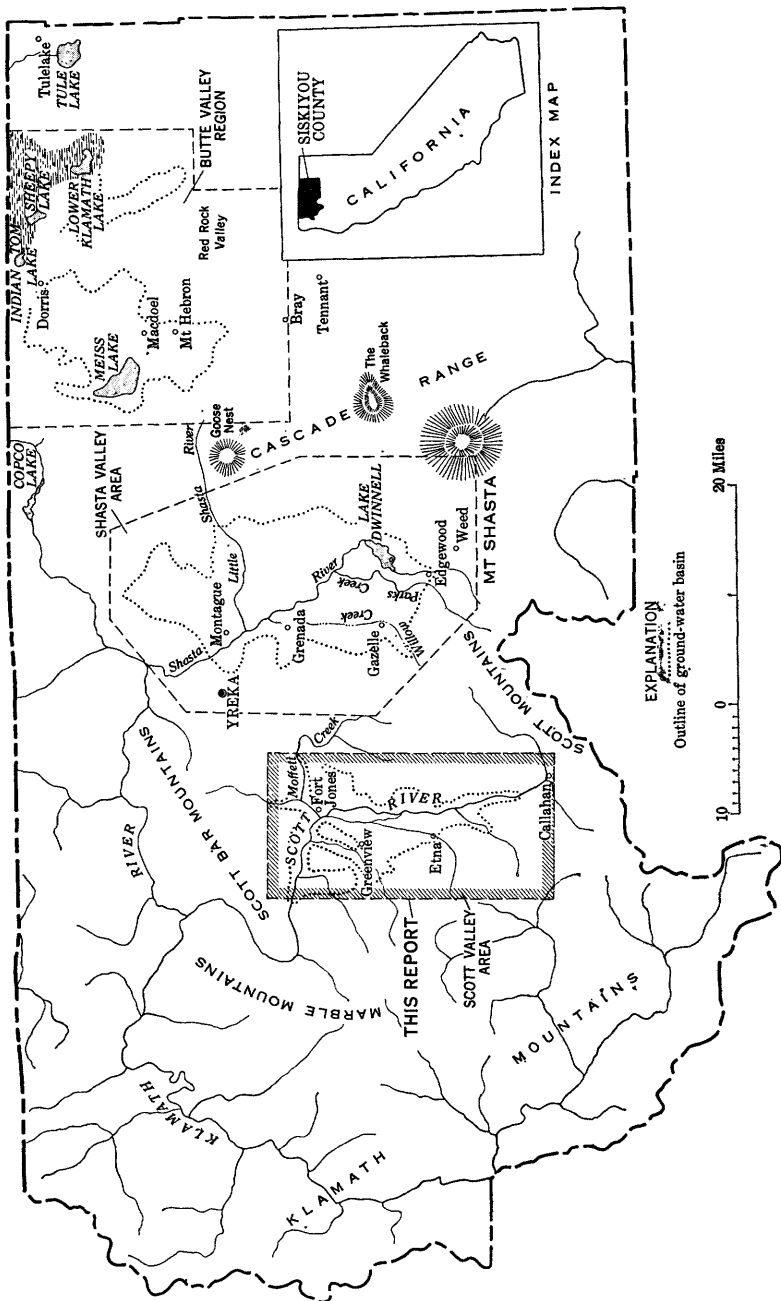 Tulelake
TULE
LAKE
BUTTE VALLEY
REGION
INDIAN TOM
LAKE
SHEEPY
LAKE
LOWER
KLAMATH
LAKE
Dorris
Red Rock
Valley
Macdoel
Mt Hebron
MEISS
LAKE
SISKIYOU
COUNTY
CALIFORNIA
INDEX MAP
Bray
Tennant
The
Whaleback
CASCADE RANGE
Goose
Nest
COPCO
LAKE
SHASTA VALLEY
AREA
Little Shasta River
LAKE
DWINNELL
Edgewood
Weed
MT SHASTA
Montague
Shasta River
Grenada
Parks Creek
Willow Creek
Gazelle
YREKA
SCOTT MOUNTAINS
SCOTT BAR MOUNTAINS
Moffett Creek
Fort
Jones
SCOTT RIVER
Greenview
Etna
Callahan
THIS REPORT
SCOTT VALLEY
AREA
MARBLE MOUNTAINS
KLAMATH RIVER
KLAMATH MOUNTAINS
EXPLANATION
Outline of ground-water basin
10 0 20 Miles